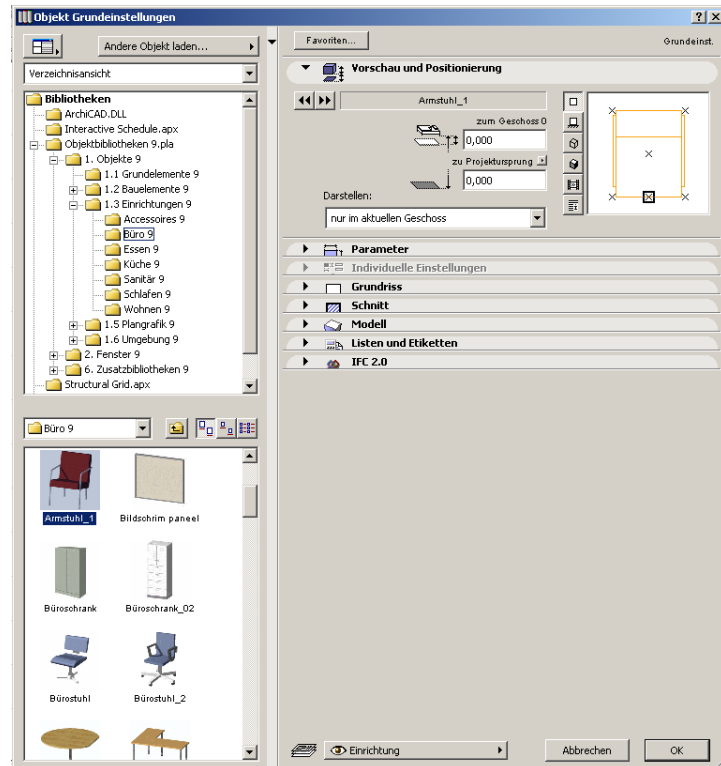 Objekt Grundeinstellungen
Andere Objekt laden...
Verzeichnisansicht
Bibliotheken
ArchiCAD.DLL
Interactive Schedule.apx
Objektbibliotheken 9.pla
1. Objekte 9
1.1 Grundelemente 9
1.2 Bauelemente 9
1.3 Einrichtungen 9
Accessoires 9
Büro 9
Essen 9
Küche 9
Sanitär 9
Schlafen 9
Wohnen 9
1.5 Plangrafik 9
1.6 Umgebung 9
2. Fenster 9
6. Zusatzbibliotheken 9
Structural Grid.apx
Büro 9
Armstuhl_1
Bildschrim paneel
Büroschrank
Büroschrank_02
Bürostuhl
Bürostuhl_2
Favoriten...
Grundeinst.
Vorschau und Positionierung
Armstuhl_1
zum Geschoss 0
0,000
zu Projektursprung
0,000
Darstellen:
nur im aktuellen Geschoss
Parameter
Individuelle Einstellungen
Grundriss
Schnitt
Modell
Listen und Etiketten
IFC 2.0
Einrichtung
Abbrechen
OK